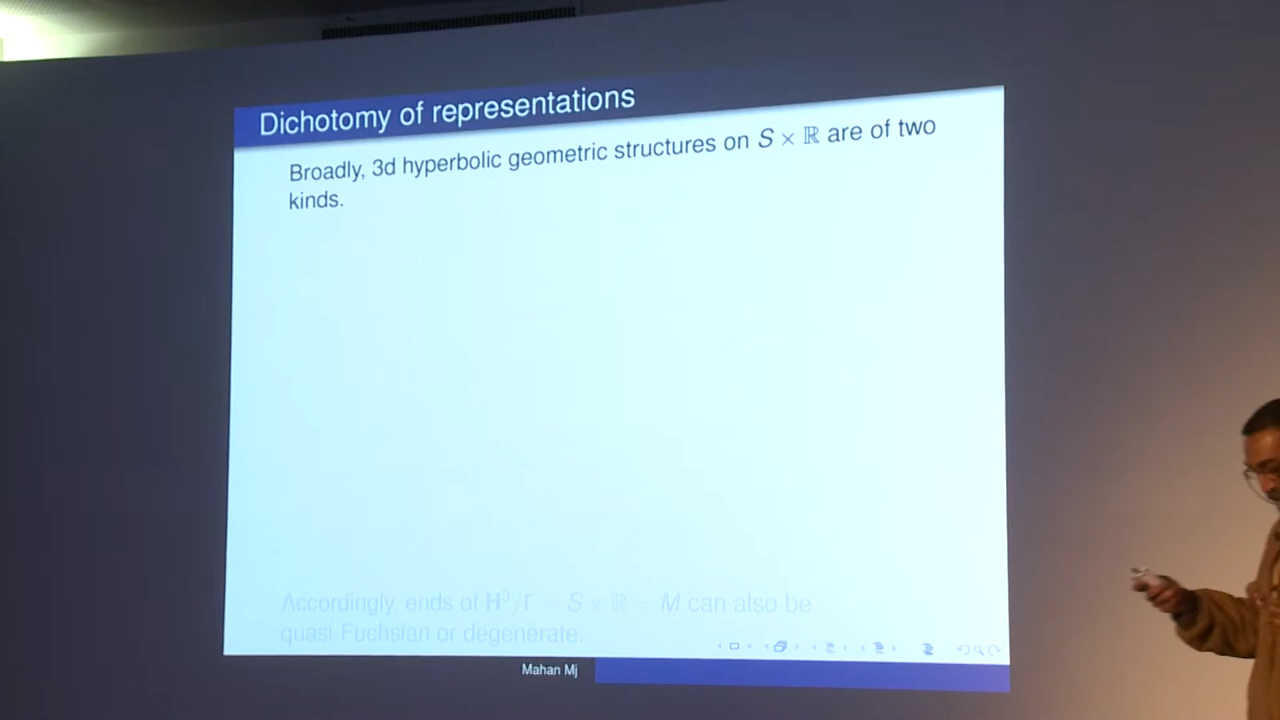 Dichotomy of representations
Broadly, 3d hyperbolic geometric structures on S × ℝ are of two
kinds.
Accordingly, ends of H³/Γ = S × ℝ = M can also be
quasi-Fuchsian or degenerate.
Mahan Mj